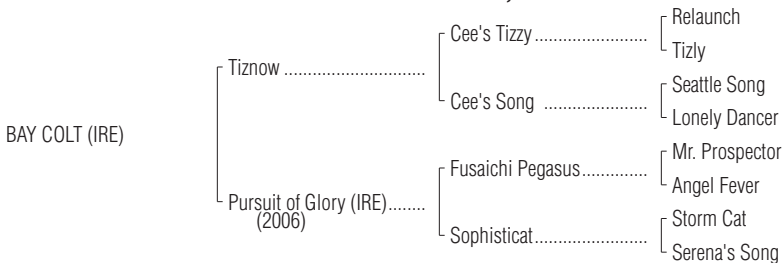 Relaunch
Cee's Tizzy
Tizly
Tiznow
Seattle Song
Cee's Song
Lonely Dancer
BAY COLT (IRE)
Mr. Prospector
Fusaichi Pegasus
Angel Fever
Pursuit of Glory (IRE)
(2006)
Storm Cat
Sophisticat
Serena's Song